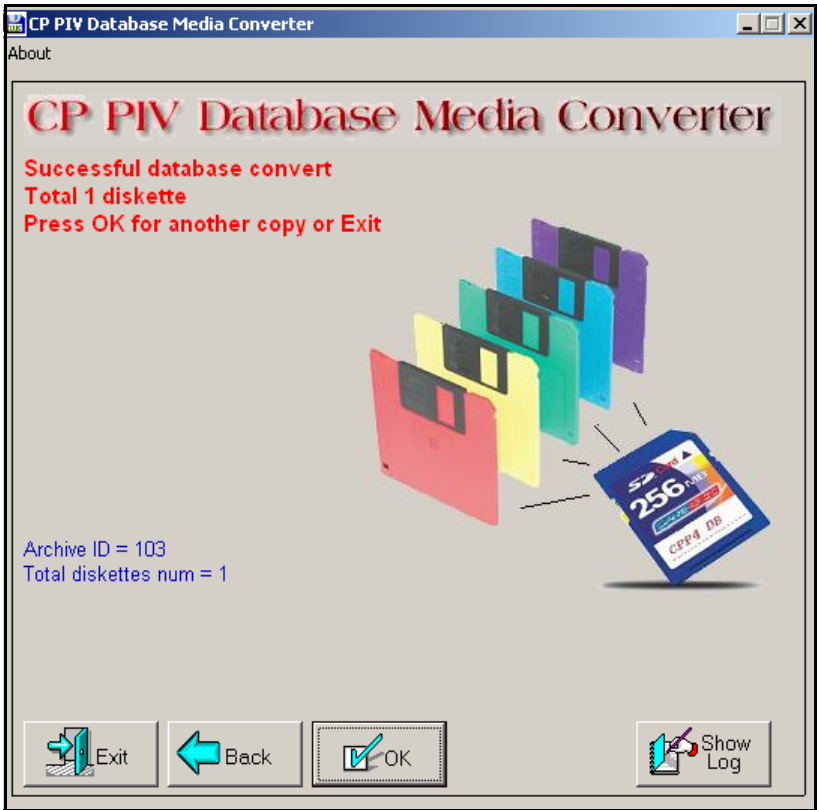 CP PIV Database Media Converter
About
CP PIV Database Media Converter
Successful database convert
Total 1 diskette
Press OK for another copy or Exit
SD Card
256 MB
CPP4 DB
Archive ID = 103
Total diskettes num = 1
Exit
Back
OK
Show
Log